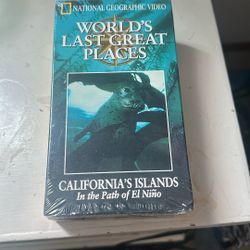 NATIONAL GEOGRAPHIC VIDEO
WORLD'S
LAST GREAT
PLACES
CALIFORNIA'S ISLANDS
In the Path of El Niño